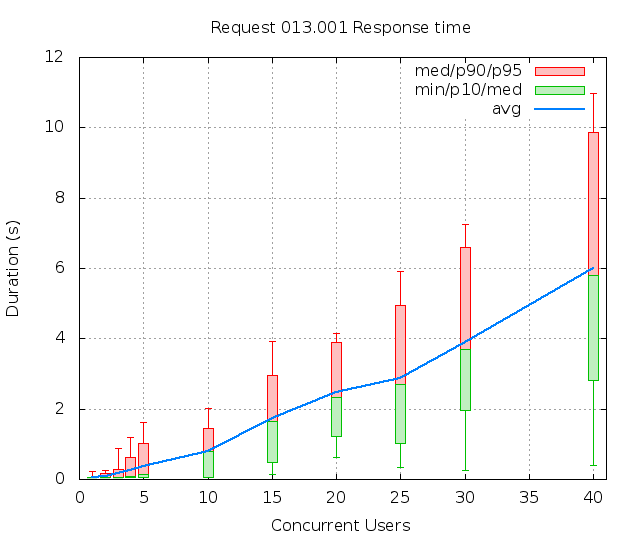 Request 013.001 Response time
12
10
8
6
4
2
0
Duration (s)
med/p90/p95
min/p10/med
avg
0 5 10 15 20 25 30 35 40
Concurrent Users